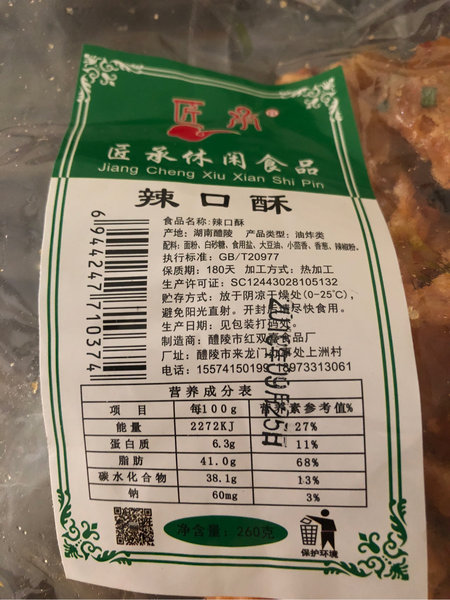 匠承
匠承休闲食品
Jiang Cheng Xiu Xian Shi Pin
辣口酥
食品名称:辣口酥
产地:湖南醴陵 产品类型:油炸类
配料:面粉、白砂糖、食用盐、大豆油、小茴香、香葱、辣椒粉。
执行标准:GB/T20977
保质期:180天 加工方式:热加工
生产许可证:SC12443028105132
贮存方式:放于阴凉干燥处(0-25℃),
避免阳光直射。开封后请尽快食用。
生产日期:见包装打码处。
制造商:醴陵市红双喜食品厂
厂址:醴陵市来龙门办事处上洲村
电话:15574150199 18973313061
6944247710374
营养成分表
项目 每100g 营养素参考值%
能量 2272KJ 27%
蛋白质 6.3g 11%
脂肪 41.0g 68%
碳水化合物 38.1g 13%
钠 60mg 3%
净含量:260克
保护环境